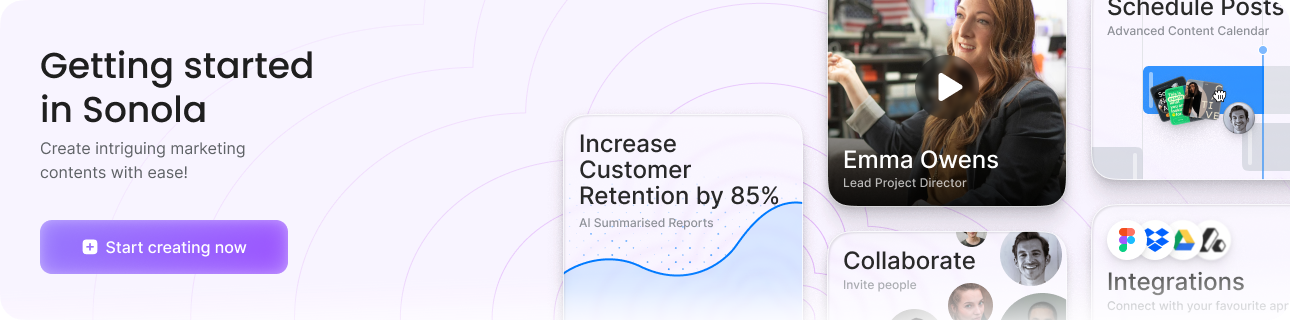 Getting started
in Sonola
Create intriguing marketing
contents with ease!
Start creating now
Increase
Customer
Retention by 85%
AI Summarised Reports
Emma Owens
Lead Project Director
Collaborate
Invite people
Schedule Posts
Advanced Content Calendar
Integrations
Connect with your favourite